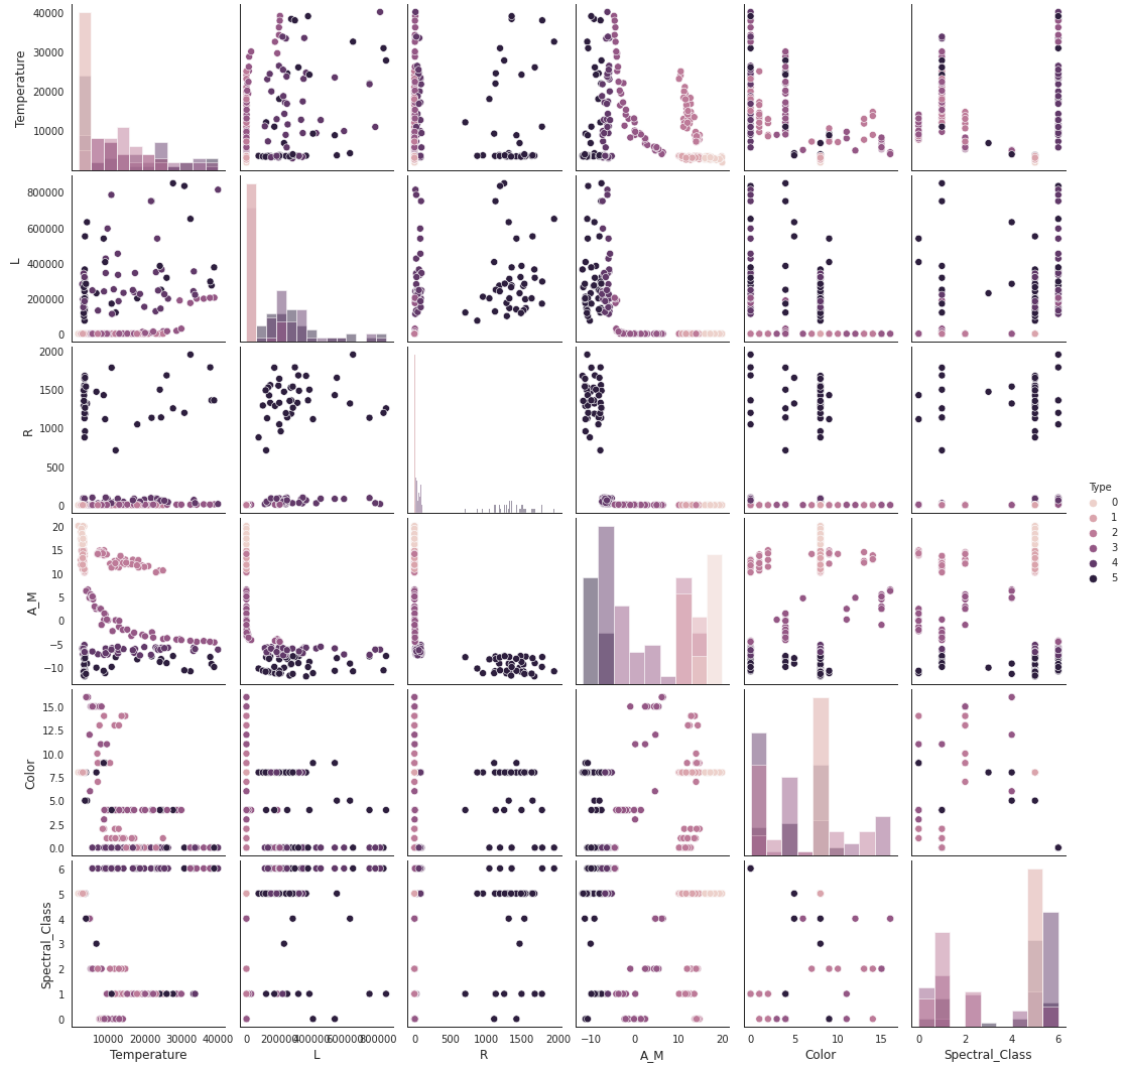 40000
30000
20000
10000
Temperature
800000
600000
400000
200000
0
L
2000
1500
1000
500
0
R
20
15
10
5
0
−5
−10
A_M
15.0
12.5
10.0
7.5
5.0
2.5
0.0
Color
6
5
4
3
2
1
0
Spectral_Class
10000 20000 30000 40000
Temperature
200000 400000 600000 800000
L
0 500 1000 1500 2000
R
−10 0 10 20
A_M
0 5 10 15
Color
0 2 4 6
Spectral_Class
Type
0
1
2
3
4
5